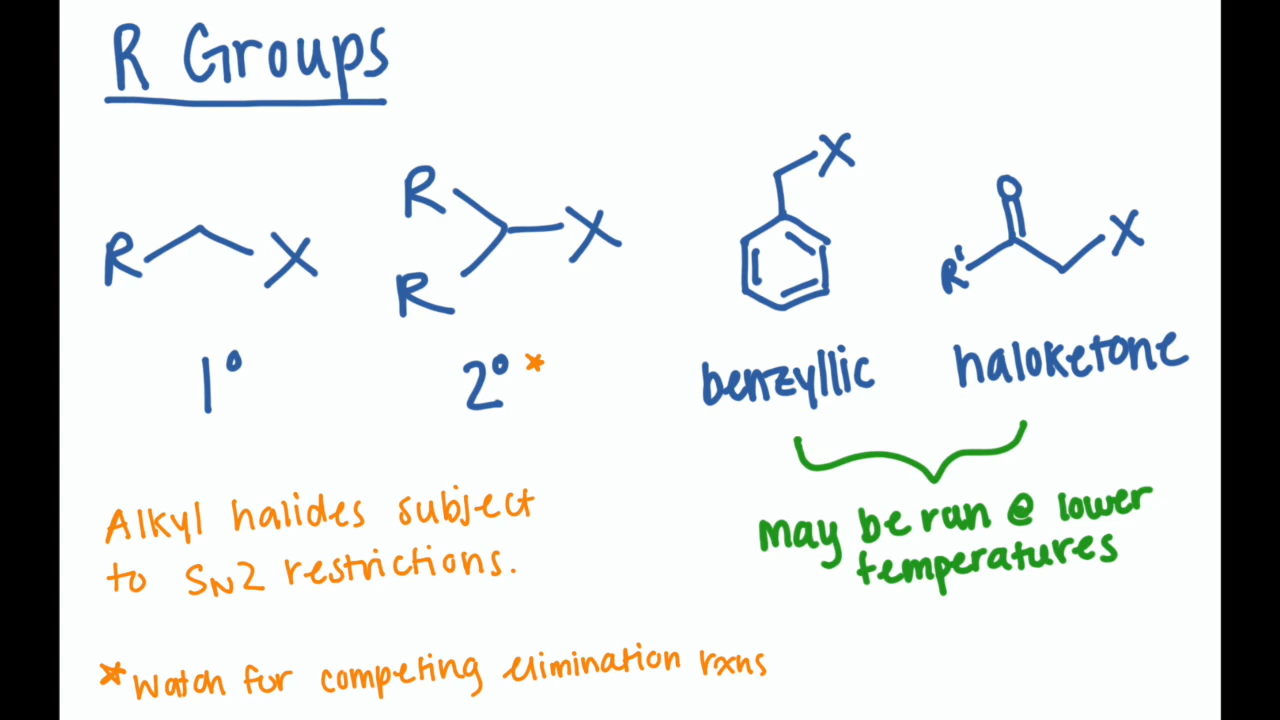 R Groups
R X
R
R X
X
O
R' X
1°
2° *
benzyllic
haloketone
Alkyl halides subject
to SN2 restrictions.
may be ran @ lower
temperatures
*Watch for competing elimination rxns